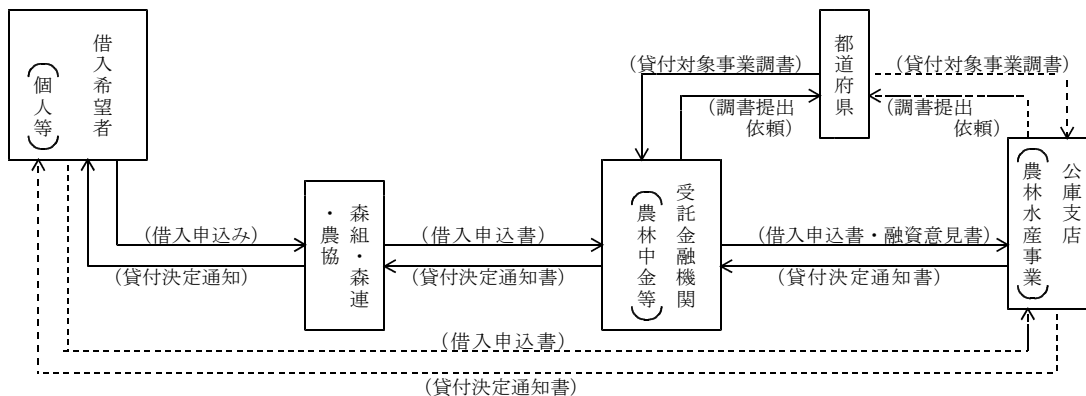 借入希望者
（個人等）
森組・森連
・農協
受託金融機関
（農林中金等）
都道府県
公庫支店
（農林水産事業）
（貸付対象事業調書）
（調書提出
依頼）
（貸付対象事業調書）
（調書提出
依頼）
（借入申込み）
（貸付決定通知）
（借入申込書）
（貸付決定通知書）
（借入申込書・融資意見書）
（貸付決定通知書）
（借入申込書）
（貸付決定通知書）